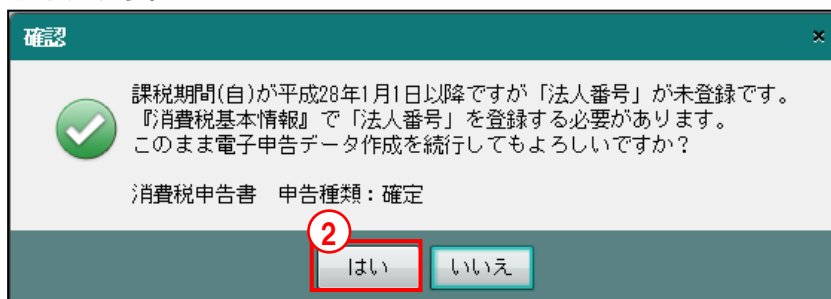 確認
×
課税期間(自)が平成28年1月1日以降ですが「法人番号」が未登録です。
『消費税基本情報』で「法人番号」を登録する必要があります。
このまま電子申告データ作成を続行してもよろしいですか？
消費税申告書　申告種類：確定
2
はい
いいえ